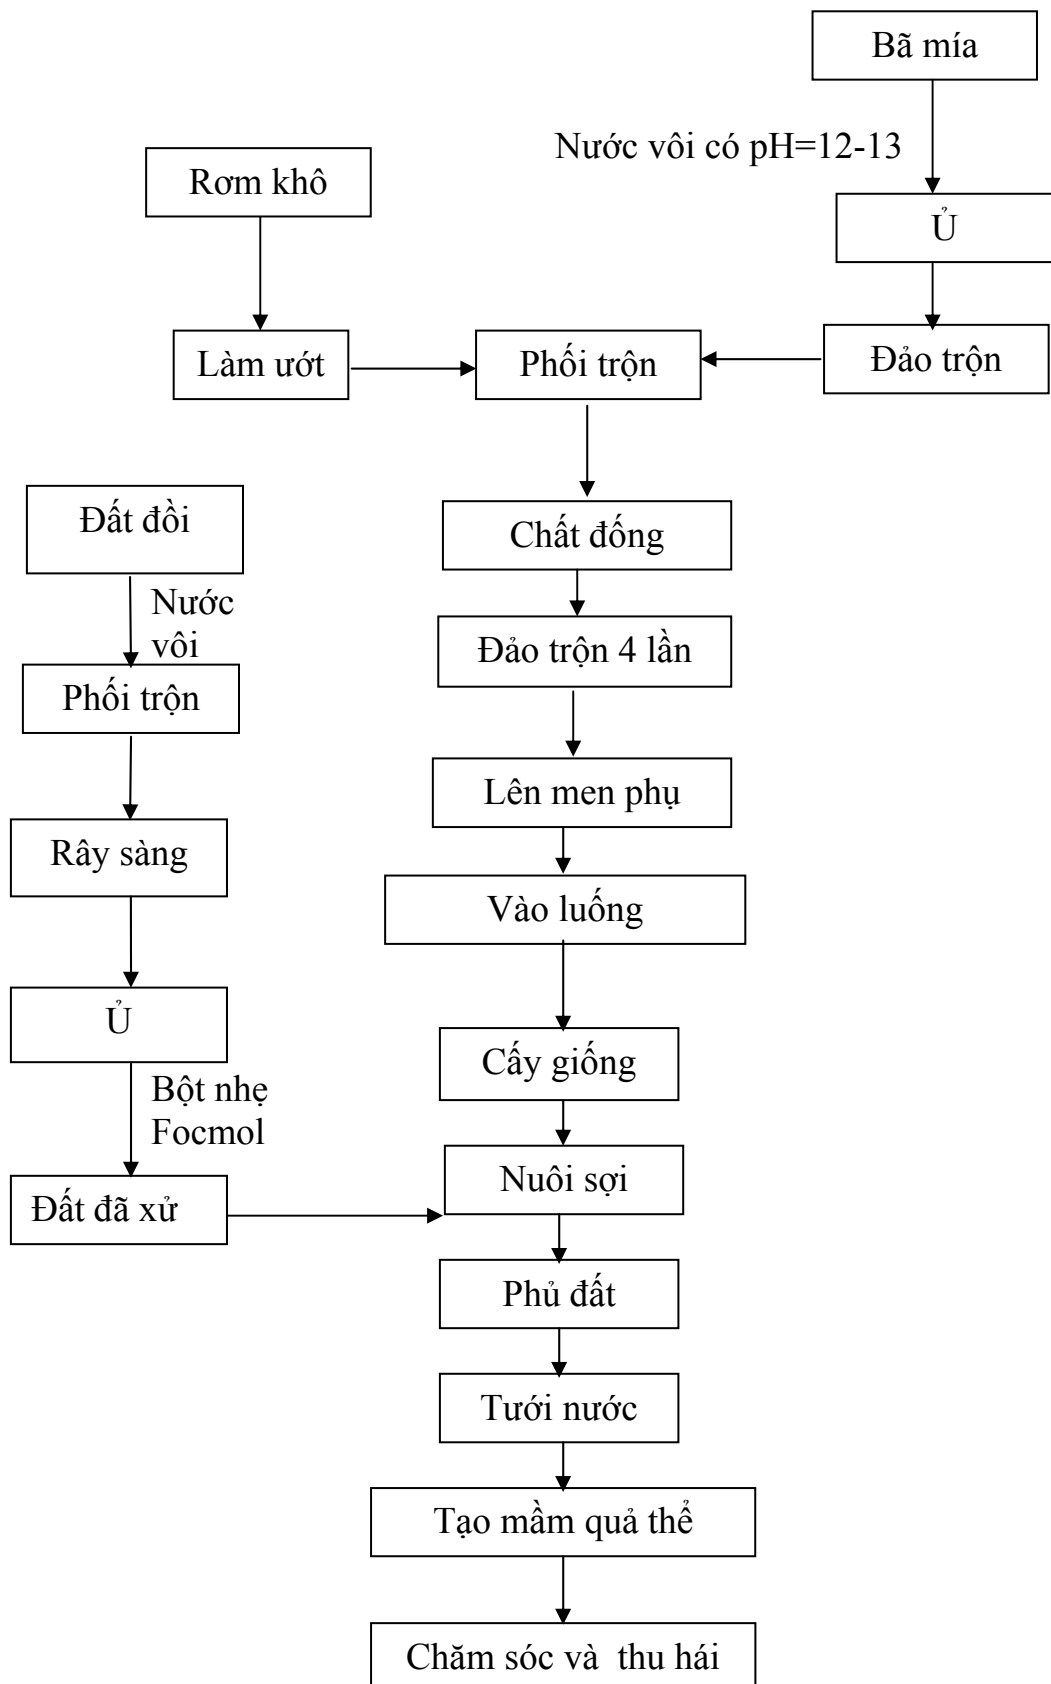 Bã mía
Nước vôi có pH=12-13
Rơm khô
Ủ
Làm ướt
Phối trộn
Đảo trộn
Đất đồi
Chất đống
Nước
vôi
Đảo trộn 4 lần
Phối trộn
Lên men phụ
Rây sàng
Vào luống
Ủ
Cấy giống
Bột nhẹ
Focmol
Nuôi sợi
Đất đã xử
Phủ đất
Tưới nước
Tạo mầm quả thể
Chăm sóc và thu hái